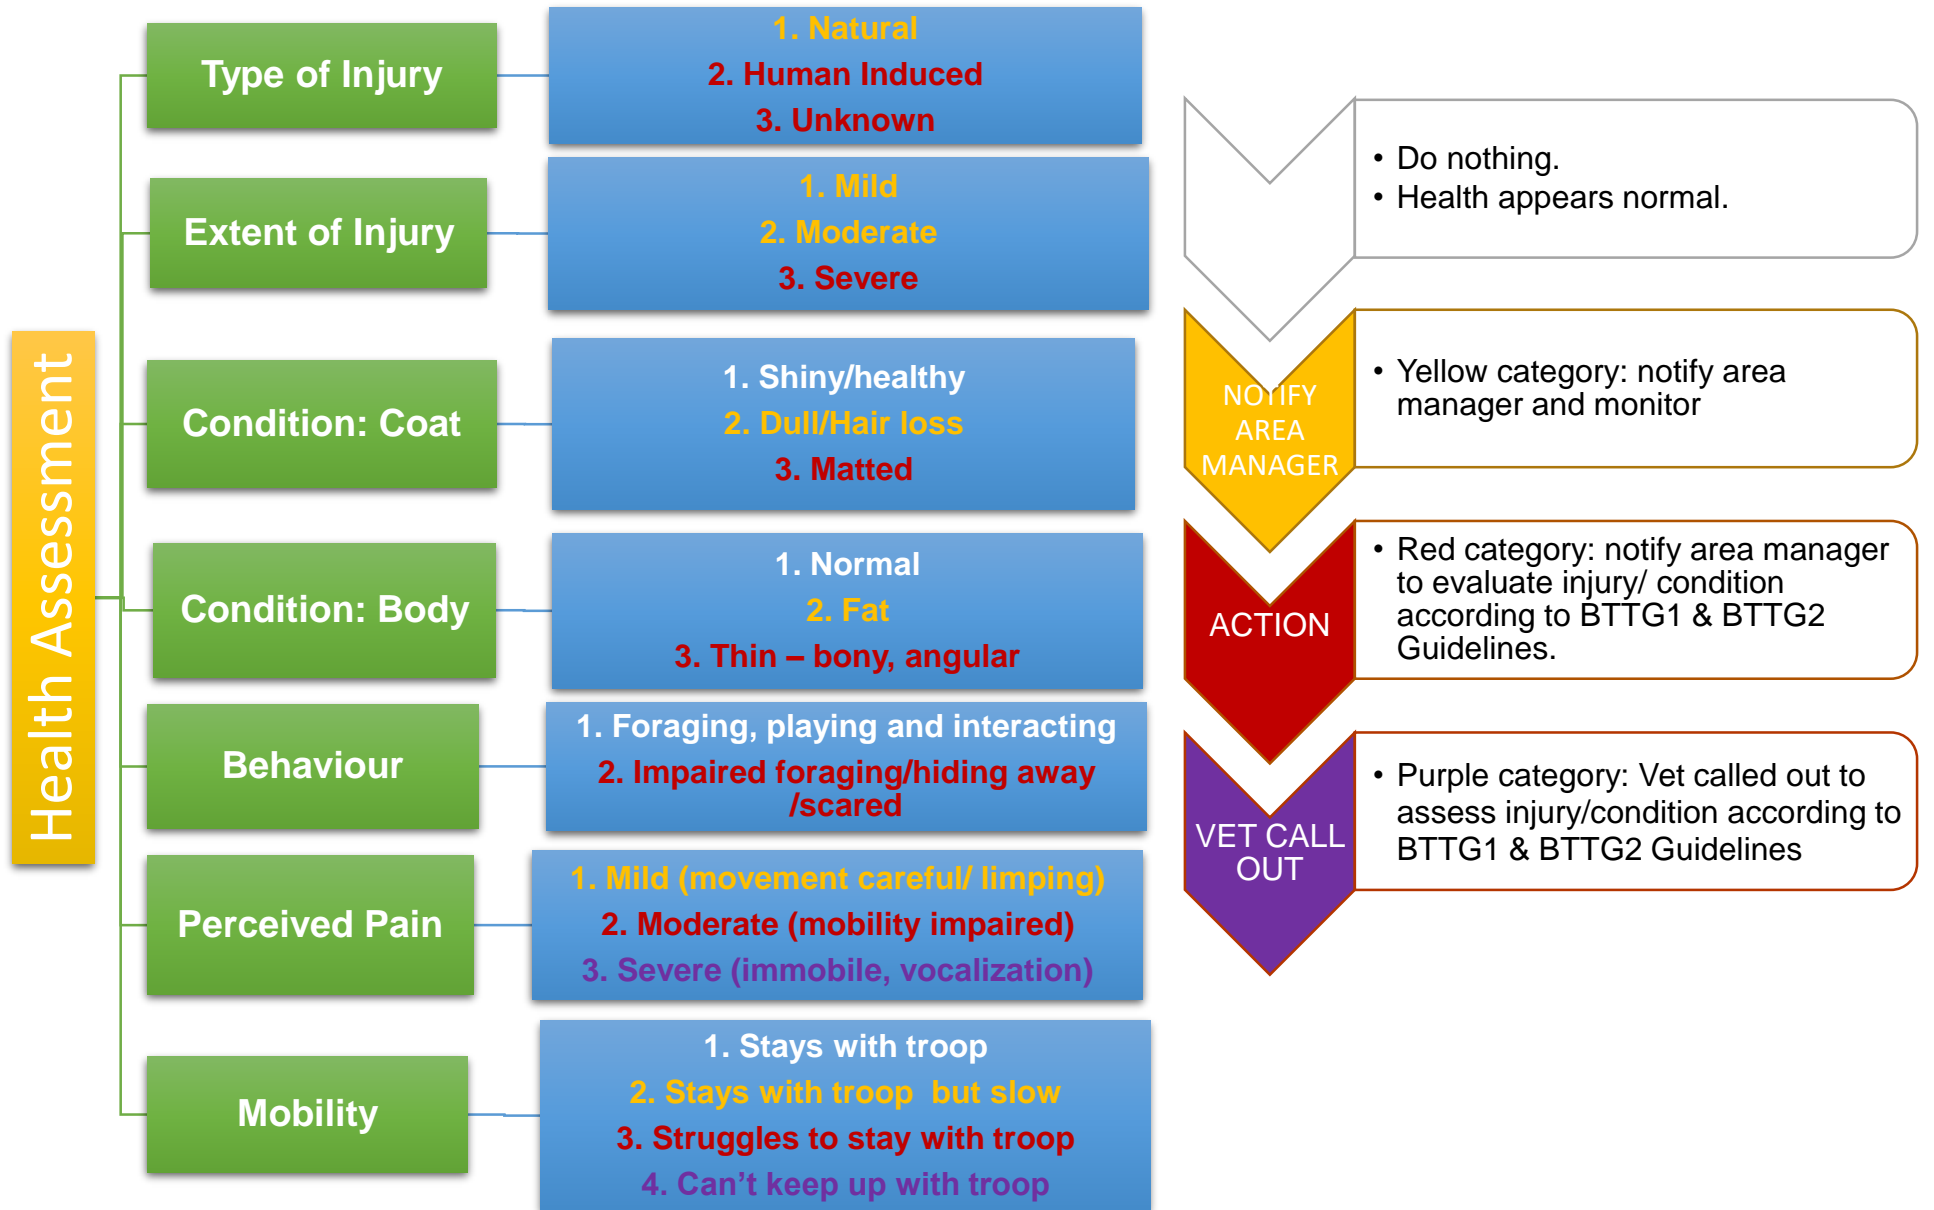 Health Assessment
Type of Injury
1. Natural
2. Human Induced
3. Unknown
Extent of Injury
1. Mild
2. Moderate
3. Severe
Condition: Coat
1. Shiny/healthy
2. Dull/Hair loss
3. Matted
Condition: Body
1. Normal
2. Fat
3. Thin – bony, angular
Behaviour
1. Foraging, playing and interacting
2. Impaired foraging/hiding away
/scared
Perceived Pain
1. Mild (movement careful/ limping)
2. Moderate (mobility impaired)
3. Severe (immobile, vocalization)
Mobility
1. Stays with troop
2. Stays with troop  but slow
3. Struggles to stay with troop
4. Can’t keep up with troop
• Do nothing.
• Health appears normal.
NOTIFY
AREA
MANAGER
• Yellow category: notify area
manager and monitor
ACTION
• Red category: notify area manager
to evaluate injury/ condition
according to BTTG1 & BTTG2
Guidelines.
VET CALL
OUT
• Purple category: Vet called out to
assess injury/condition according to
BTTG1 & BTTG2 Guidelines